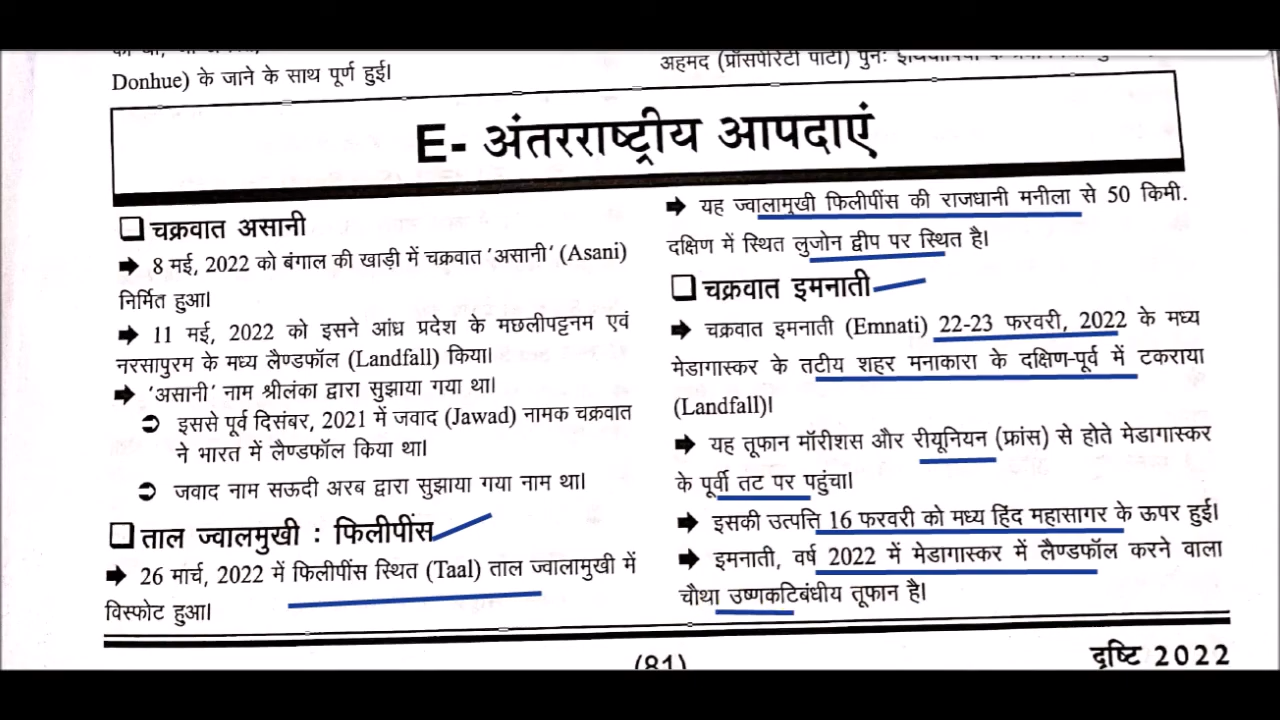 Donhue) के जाने के साथ पूर्ण हुई।
अहमद (प्रॉसपेरिटी पार्टी) पुनः
E- अंतरराष्ट्रीय आपदाएं
❑ चक्रवात असानी
➡ 8 मई, 2022 को बंगाल की खाड़ी में चक्रवात 'असानी' (Asani)
निर्मित हुआ।
➡ 11 मई, 2022 को इसने आंध्र प्रदेश के मछलीपट्टनम एवं
नरसापुरम के मध्य लैण्डफॉल (Landfall) किया।
➡ 'असानी' नाम श्रीलंका द्वारा सुझाया गया था।
➲ इससे पूर्व दिसंबर, 2021 में जवाद (Jawad) नामक चक्रवात
ने भारत में लैण्डफॉल किया था।
➲ जवाद नाम सऊदी अरब द्वारा सुझाया गया नाम था।
❑ ताल ज्वालमुखी : फिलीपींस
➡ 26 मार्च, 2022 में फिलीपींस स्थित (Taal) ताल ज्वालामुखी में
विस्फोट हुआ।
➡ यह ज्वालामुखी फिलीपींस की राजधानी मनीला से 50 किमी.
दक्षिण में स्थित लुजोन द्वीप पर स्थित है।
❑ चक्रवात इमनाती
➡ चक्रवात इमनाती (Emnati) 22-23 फरवरी, 2022 के मध्य
मेडागास्कर के तटीय शहर मनाकारा के दक्षिण-पूर्व में टकराया
(Landfall)।
➡ यह तूफान मॉरीशस और रीयूनियन (फ्रांस) से होते मेडागास्कर
के पूर्वी तट पर पहुंचा।
➡ इसकी उत्पत्ति 16 फरवरी को मध्य हिंद महासागर के ऊपर हुई।
➡ इमनाती, वर्ष 2022 में मेडागास्कर में लैण्डफॉल करने वाला
चौथा उष्णकटिबंधीय तूफान है।
(81)
दृष्टि 2022